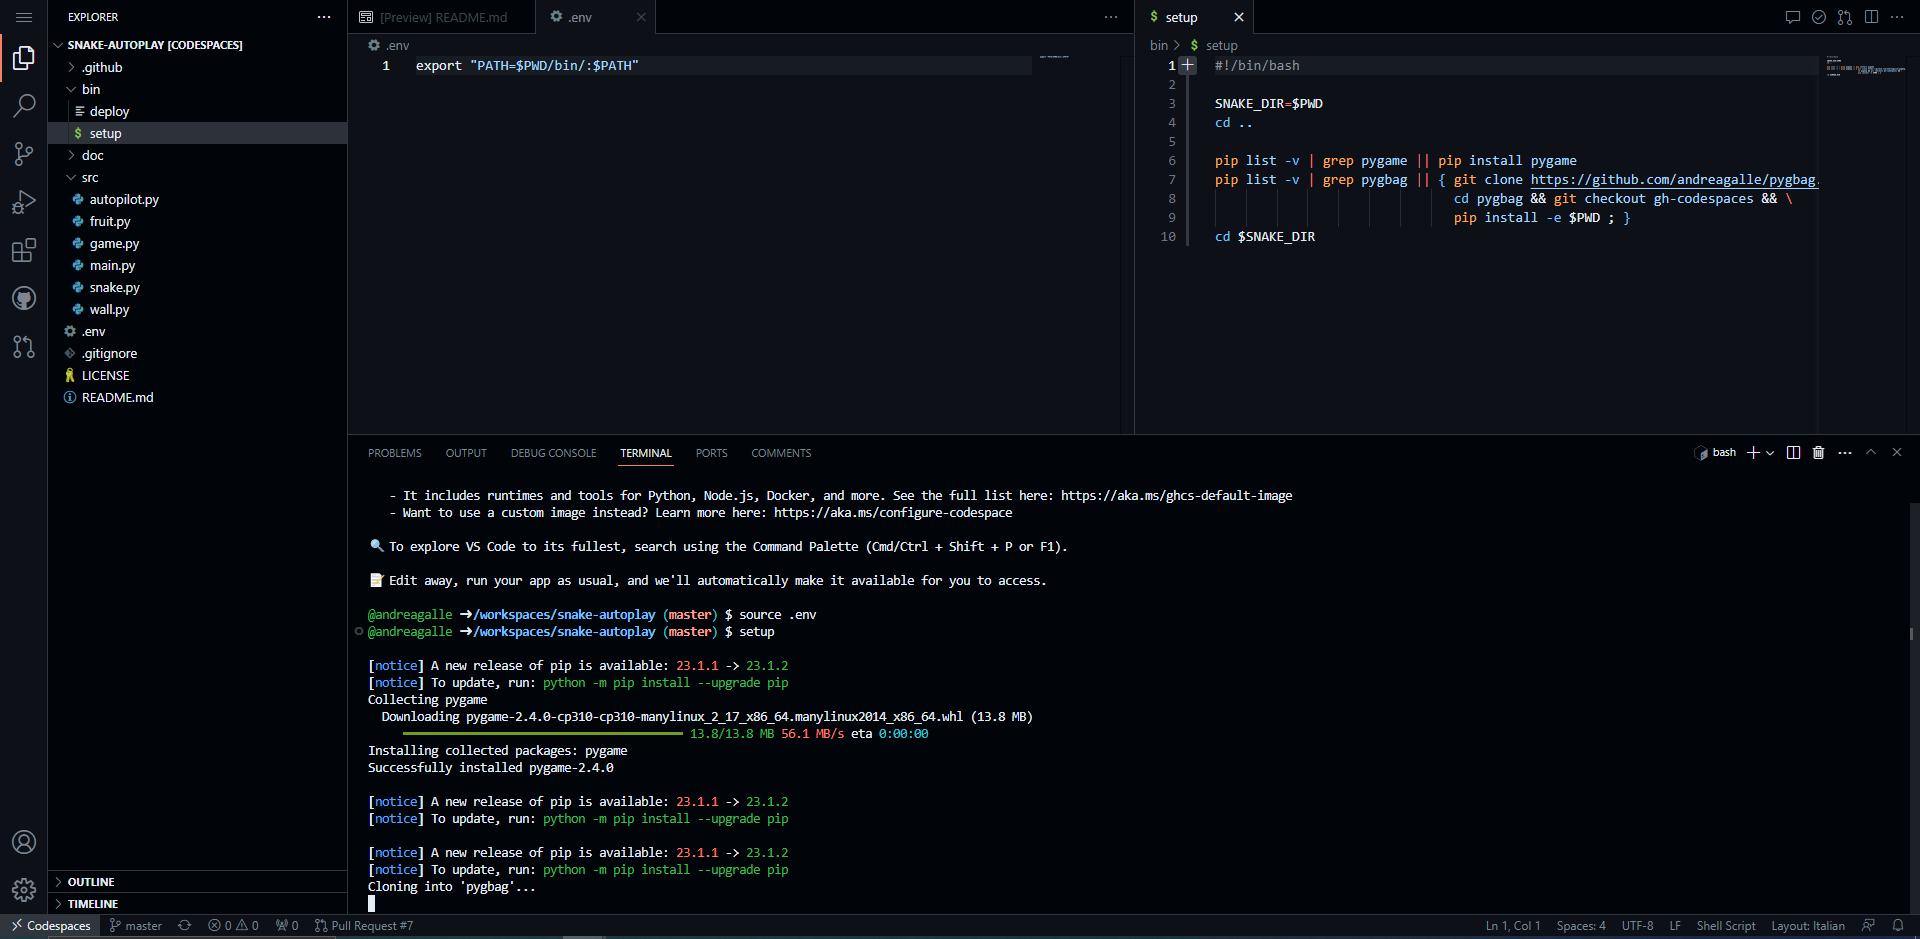 EXPLORER
SNAKE-AUTOPLAY [CODESPACES]
.github
bin
deploy
setup
doc
src
autopilot.py
fruit.py
game.py
main.py
snake.py
wall.py
.env
.gitignore
LICENSE
README.md
OUTLINE
TIMELINE
[Preview] README.md
.env
.env
1 export "PATH=$PWD/bin/:$PATH"
setup
bin > $ setup
1 #!/bin/bash
2
3 SNAKE_DIR=$PWD
4 cd ..
5
6 pip list -v | grep pygame || pip install pygame
7 pip list -v | grep pygbag || { git clone https://github.com/andreagalle/pygbag.
8 cd pygbag && git checkout gh-codespaces && \
9 pip install -e $PWD ; }
10 cd $SNAKE_DIR
PROBLEMS OUTPUT DEBUG CONSOLE TERMINAL PORTS COMMENTS
bash
- It includes runtimes and tools for Python, Node.js, Docker, and more. See the full list here: https://aka.ms/ghcs-default-image
- Want to use a custom image instead? Learn more here: https://aka.ms/configure-codespace
🔍 To explore VS Code to its fullest, search using the Command Palette (Cmd/Ctrl + Shift + P or F1).
📝 Edit away, run your app as usual, and we'll automatically make it available for you to access.
@andreagalle ➜/workspaces/snake-autoplay (master) $ source .env
@andreagalle ➜/workspaces/snake-autoplay (master) $ setup
[notice] A new release of pip is available: 23.1.1 -> 23.1.2
[notice] To update, run: python -m pip install --upgrade pip
Collecting pygame
Downloading pygame-2.4.0-cp310-cp310-manylinux_2_17_x86_64.manylinux2014_x86_64.whl (13.8 MB)
13.8/13.8 MB 56.1 MB/s eta 0:00:00
Installing collected packages: pygame
Successfully installed pygame-2.4.0
[notice] A new release of pip is available: 23.1.1 -> 23.1.2
[notice] To update, run: python -m pip install --upgrade pip
[notice] A new release of pip is available: 23.1.1 -> 23.1.2
[notice] To update, run: python -m pip install --upgrade pip
Cloning into 'pygbag'...
Codespaces master 0 0 0 Pull Request #7 Ln 1, Col 1 Spaces: 4 UTF-8 LF Shell Script Layout: Italian